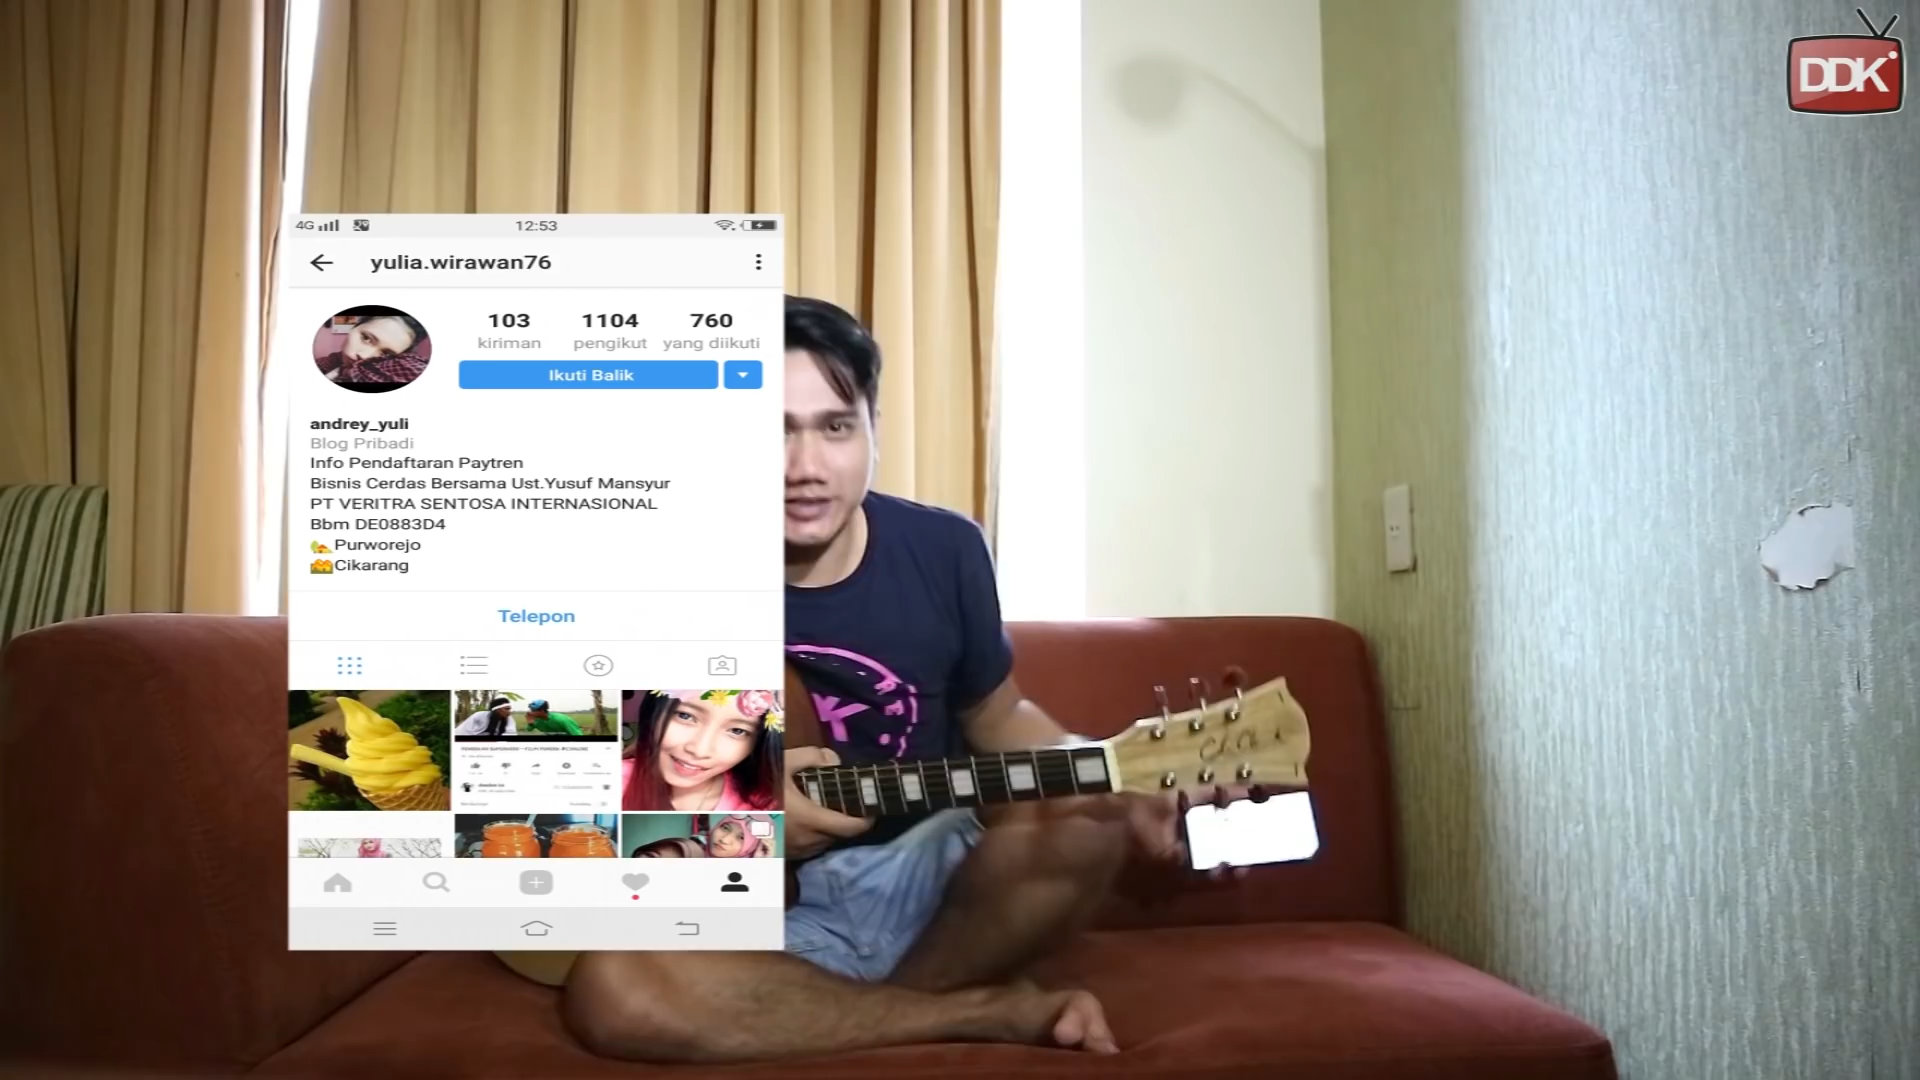 DDK
4G
12:53
yulia.wirawan76
103
1104
760
kiriman
pengikut
yang diikuti
Ikuti Balik
andrey_yuli
Blog Pribadi
Info Pendaftaran Paytren
Bisnis Cerdas Bersama Ust.Yusuf Mansyur
PT VERITRA SENTOSA INTERNASIONAL
Bbm DE0883D4
Purworejo
Cikarang
Telepon